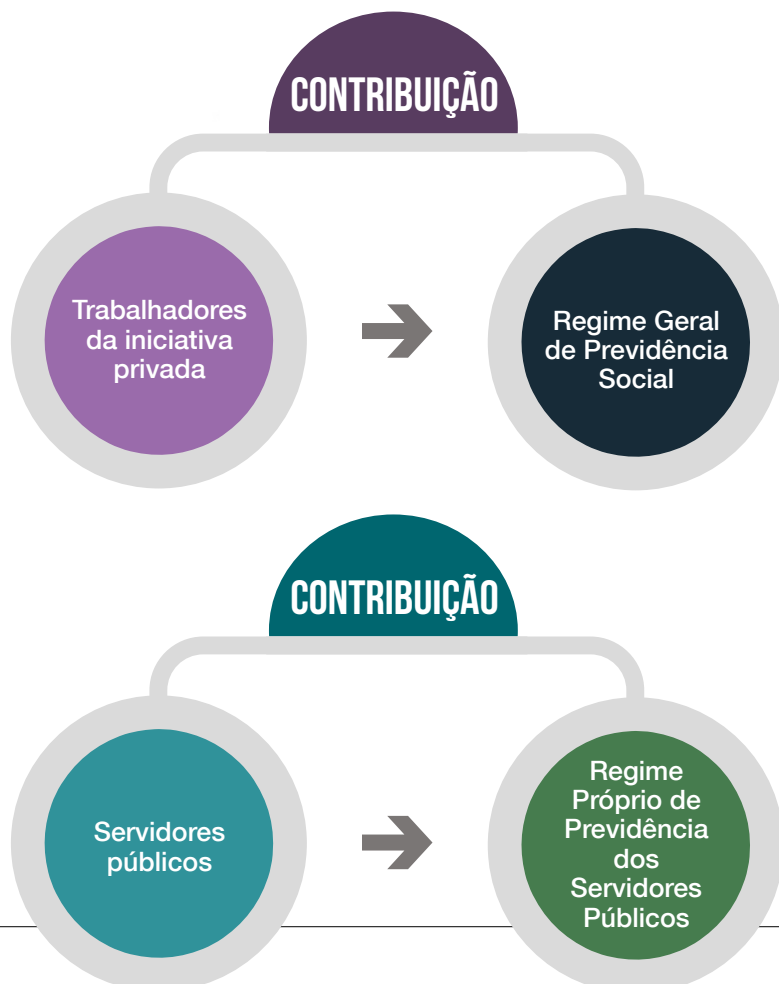 CONTRIBUIÇÃO
Trabalhadores
da iniciativa
privada
Regime Geral
de Previdência
Social
CONTRIBUIÇÃO
Servidores
públicos
Regime
Próprio de
Previdência
dos
Servidores
Públicos